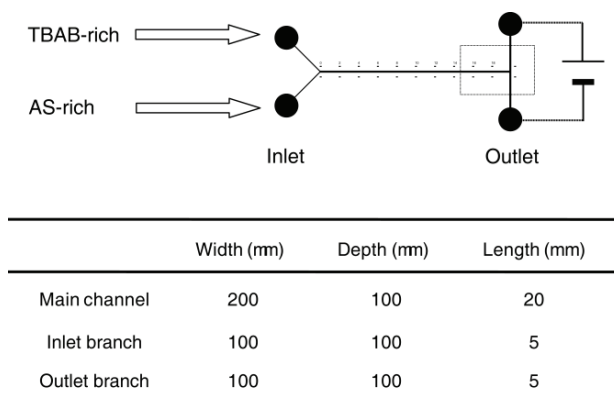 TBAB-rich
AS-rich
Inlet
Outlet
Width (mm) Depth (mm) Length (mm)
Main channel 200 100 20
Inlet branch 100 100 5
Outlet branch 100 100 5